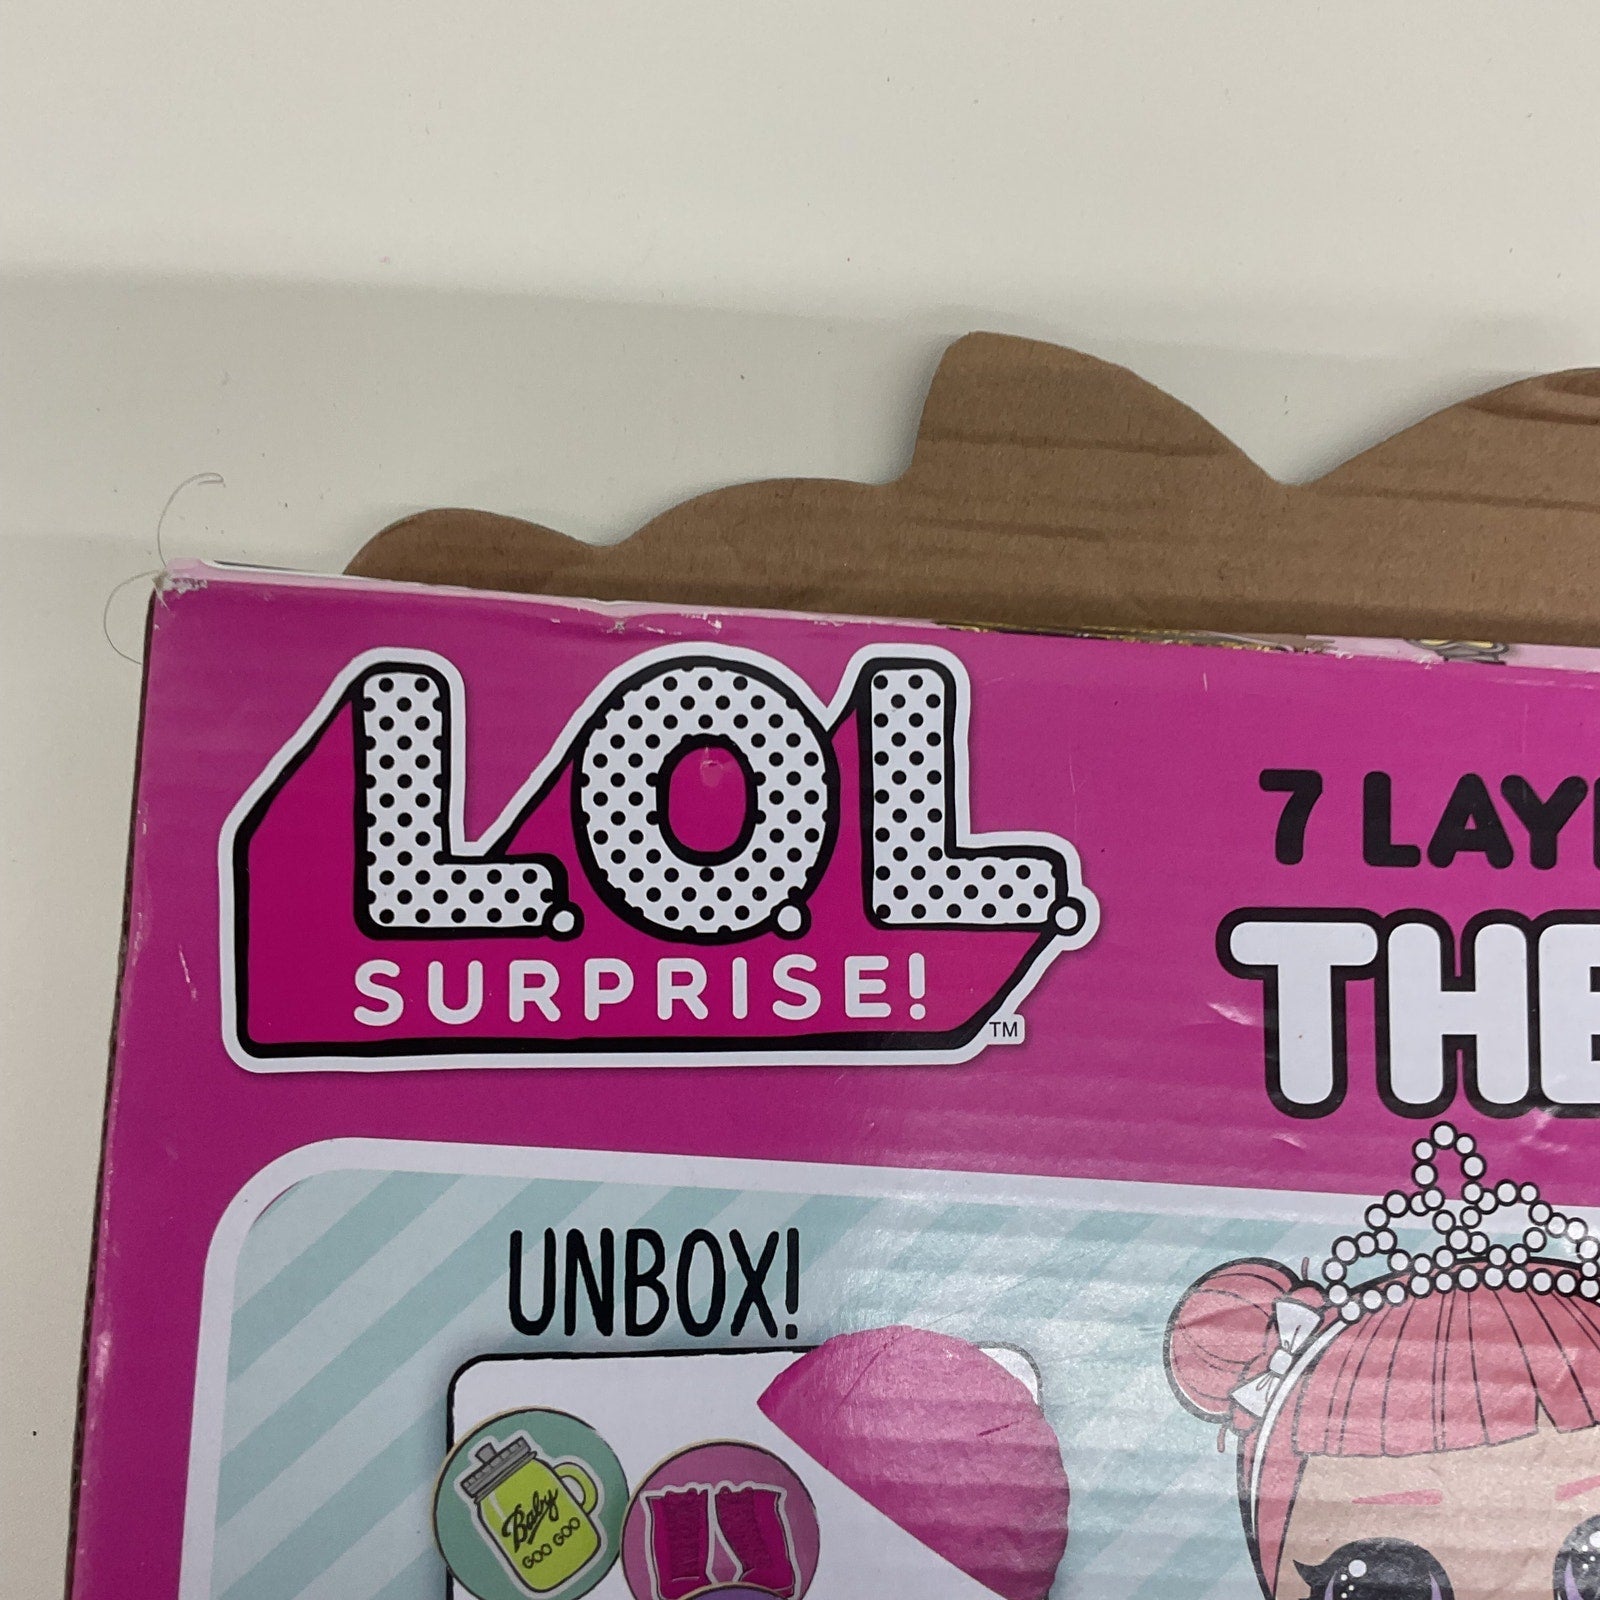 L.O.L.
SURPRISE!
TM
7 LAY
THE
UNBOX!
Baby
GOO GOO